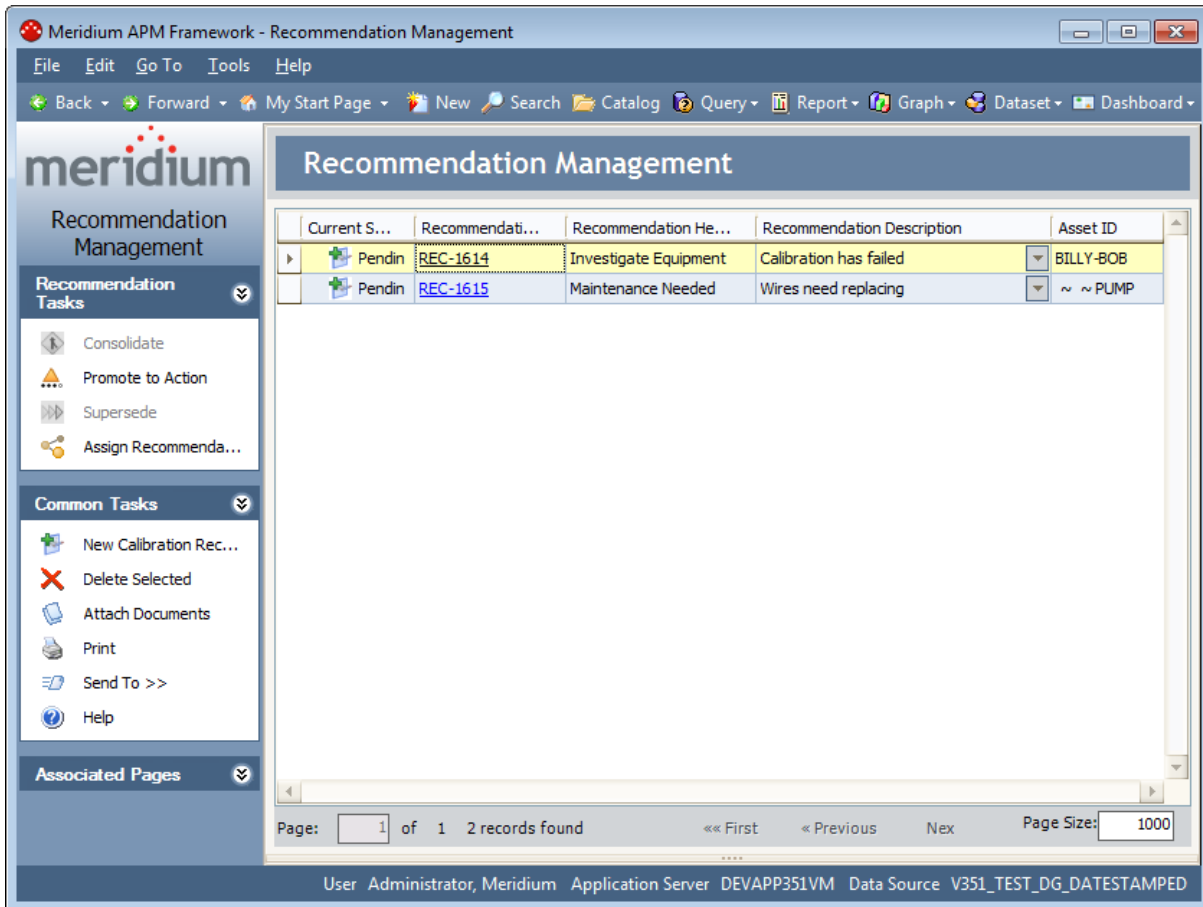 Meridium APM Framework - Recommendation Management
File Edit Go To Tools Help
Back Forward My Start Page New Search Catalog Query Report Graph Dataset Dashboard
meridium
Recommendation Management
Recommendation
Management
Current S... Recommendati... Recommendation He... Recommendation Description Asset ID
Pendin REC-1614 Investigate Equipment Calibration has failed BILLY-BOB
Pendin REC-1615 Maintenance Needed Wires need replacing ~ ~ PUMP
Recommendation
Tasks
Consolidate
Promote to Action
Supersede
Assign Recommenda...
Common Tasks
New Calibration Rec...
Delete Selected
Attach Documents
Print
Send To >>
Help
Associated Pages
Page: 1 of 1 2 records found «« First « Previous Nex Page Size: 1000
User Administrator, Meridium Application Server DEVAPP351VM Data Source V351_TEST_DG_DATESTAMPED